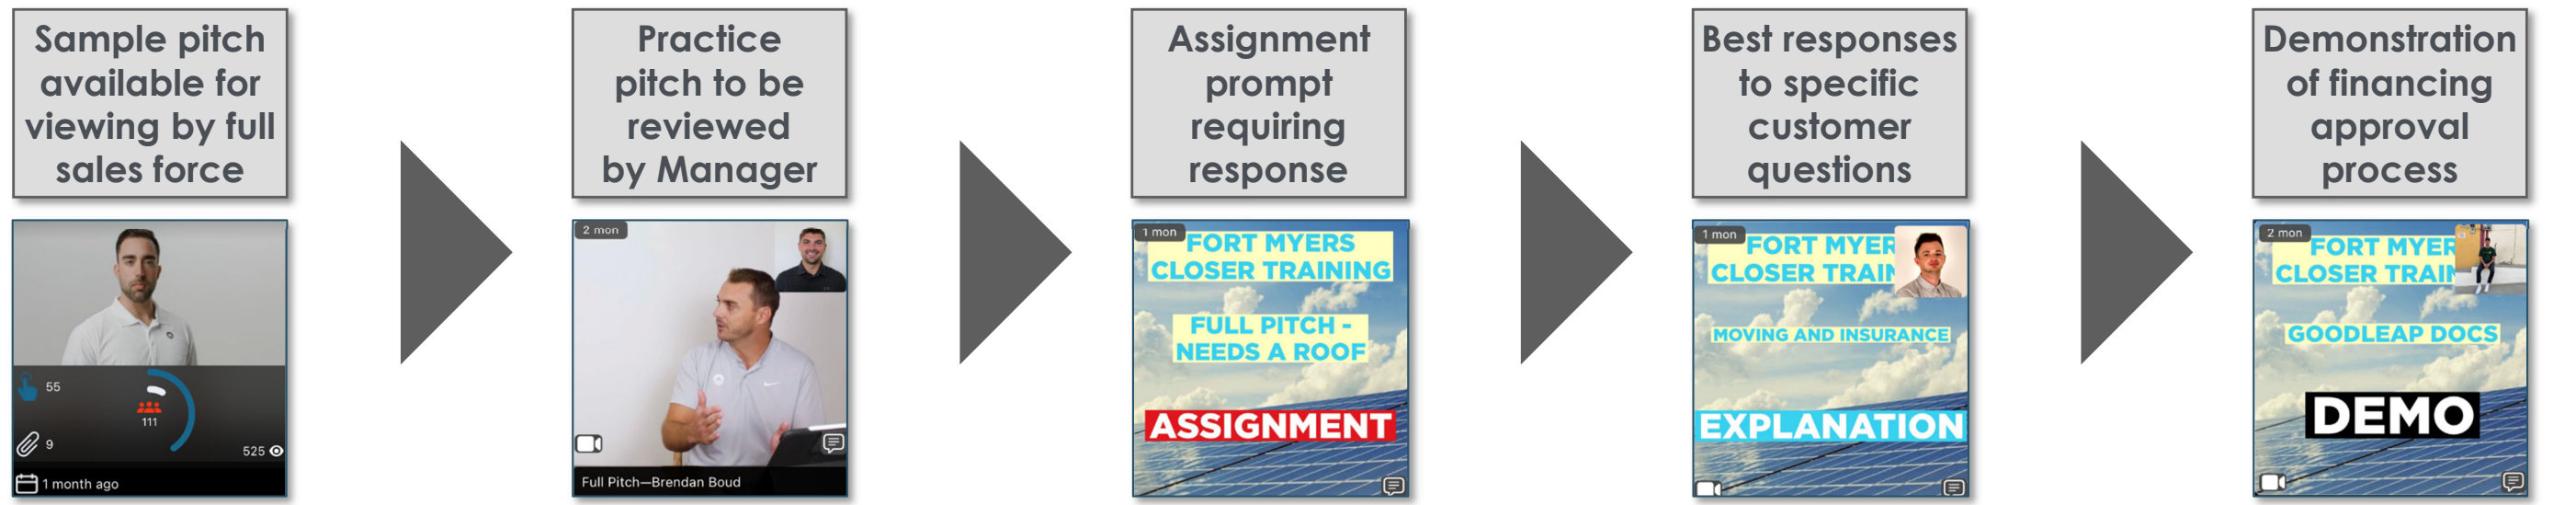 Sample pitch
available for
viewing by full
sales force
Practice
pitch to be
reviewed
by Manager
Assignment
prompt
requiring
response
Best responses
to specific
customer
questions
Demonstration
of financing
approval
process
55
111
9
525
1 month ago
2 mon
Full Pitch—Brendan Boud
1 mon
FORT MYERS
CLOSER TRAINING
FULL PITCH -
NEEDS A ROOF
ASSIGNMENT
1 mon
FORT MYER
CLOSER TRAIN
MOVING AND INSURANCE
EXPLANATION
2 mon
FORT MYER
CLOSER TRAIN
GOODLEAP DOCS
DEMO